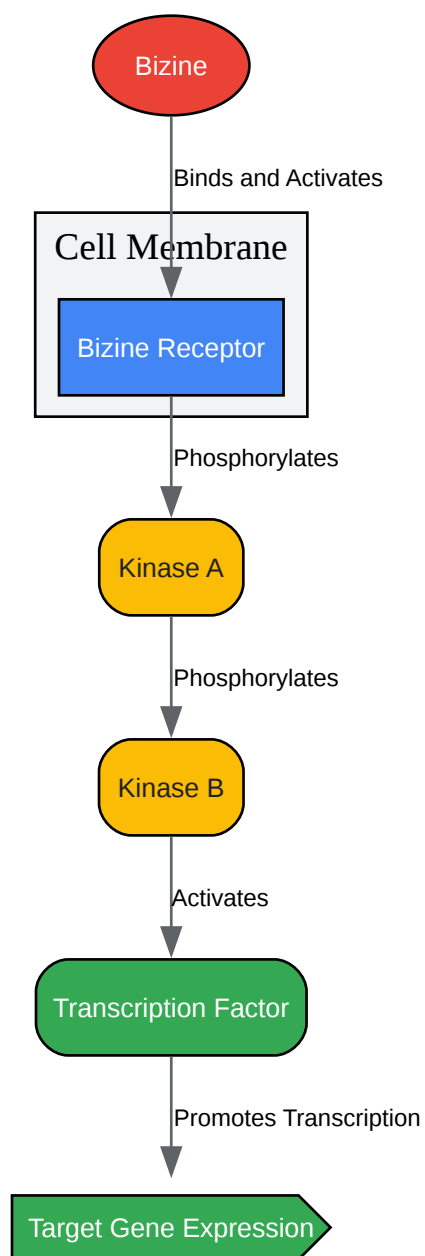 Bizine
Binds and Activates
Cell Membrane
Bizine Receptor
Phosphorylates
Kinase A
Phosphorylates
Kinase B
Activates
Transcription Factor
Promotes Transcription
Target Gene Expression